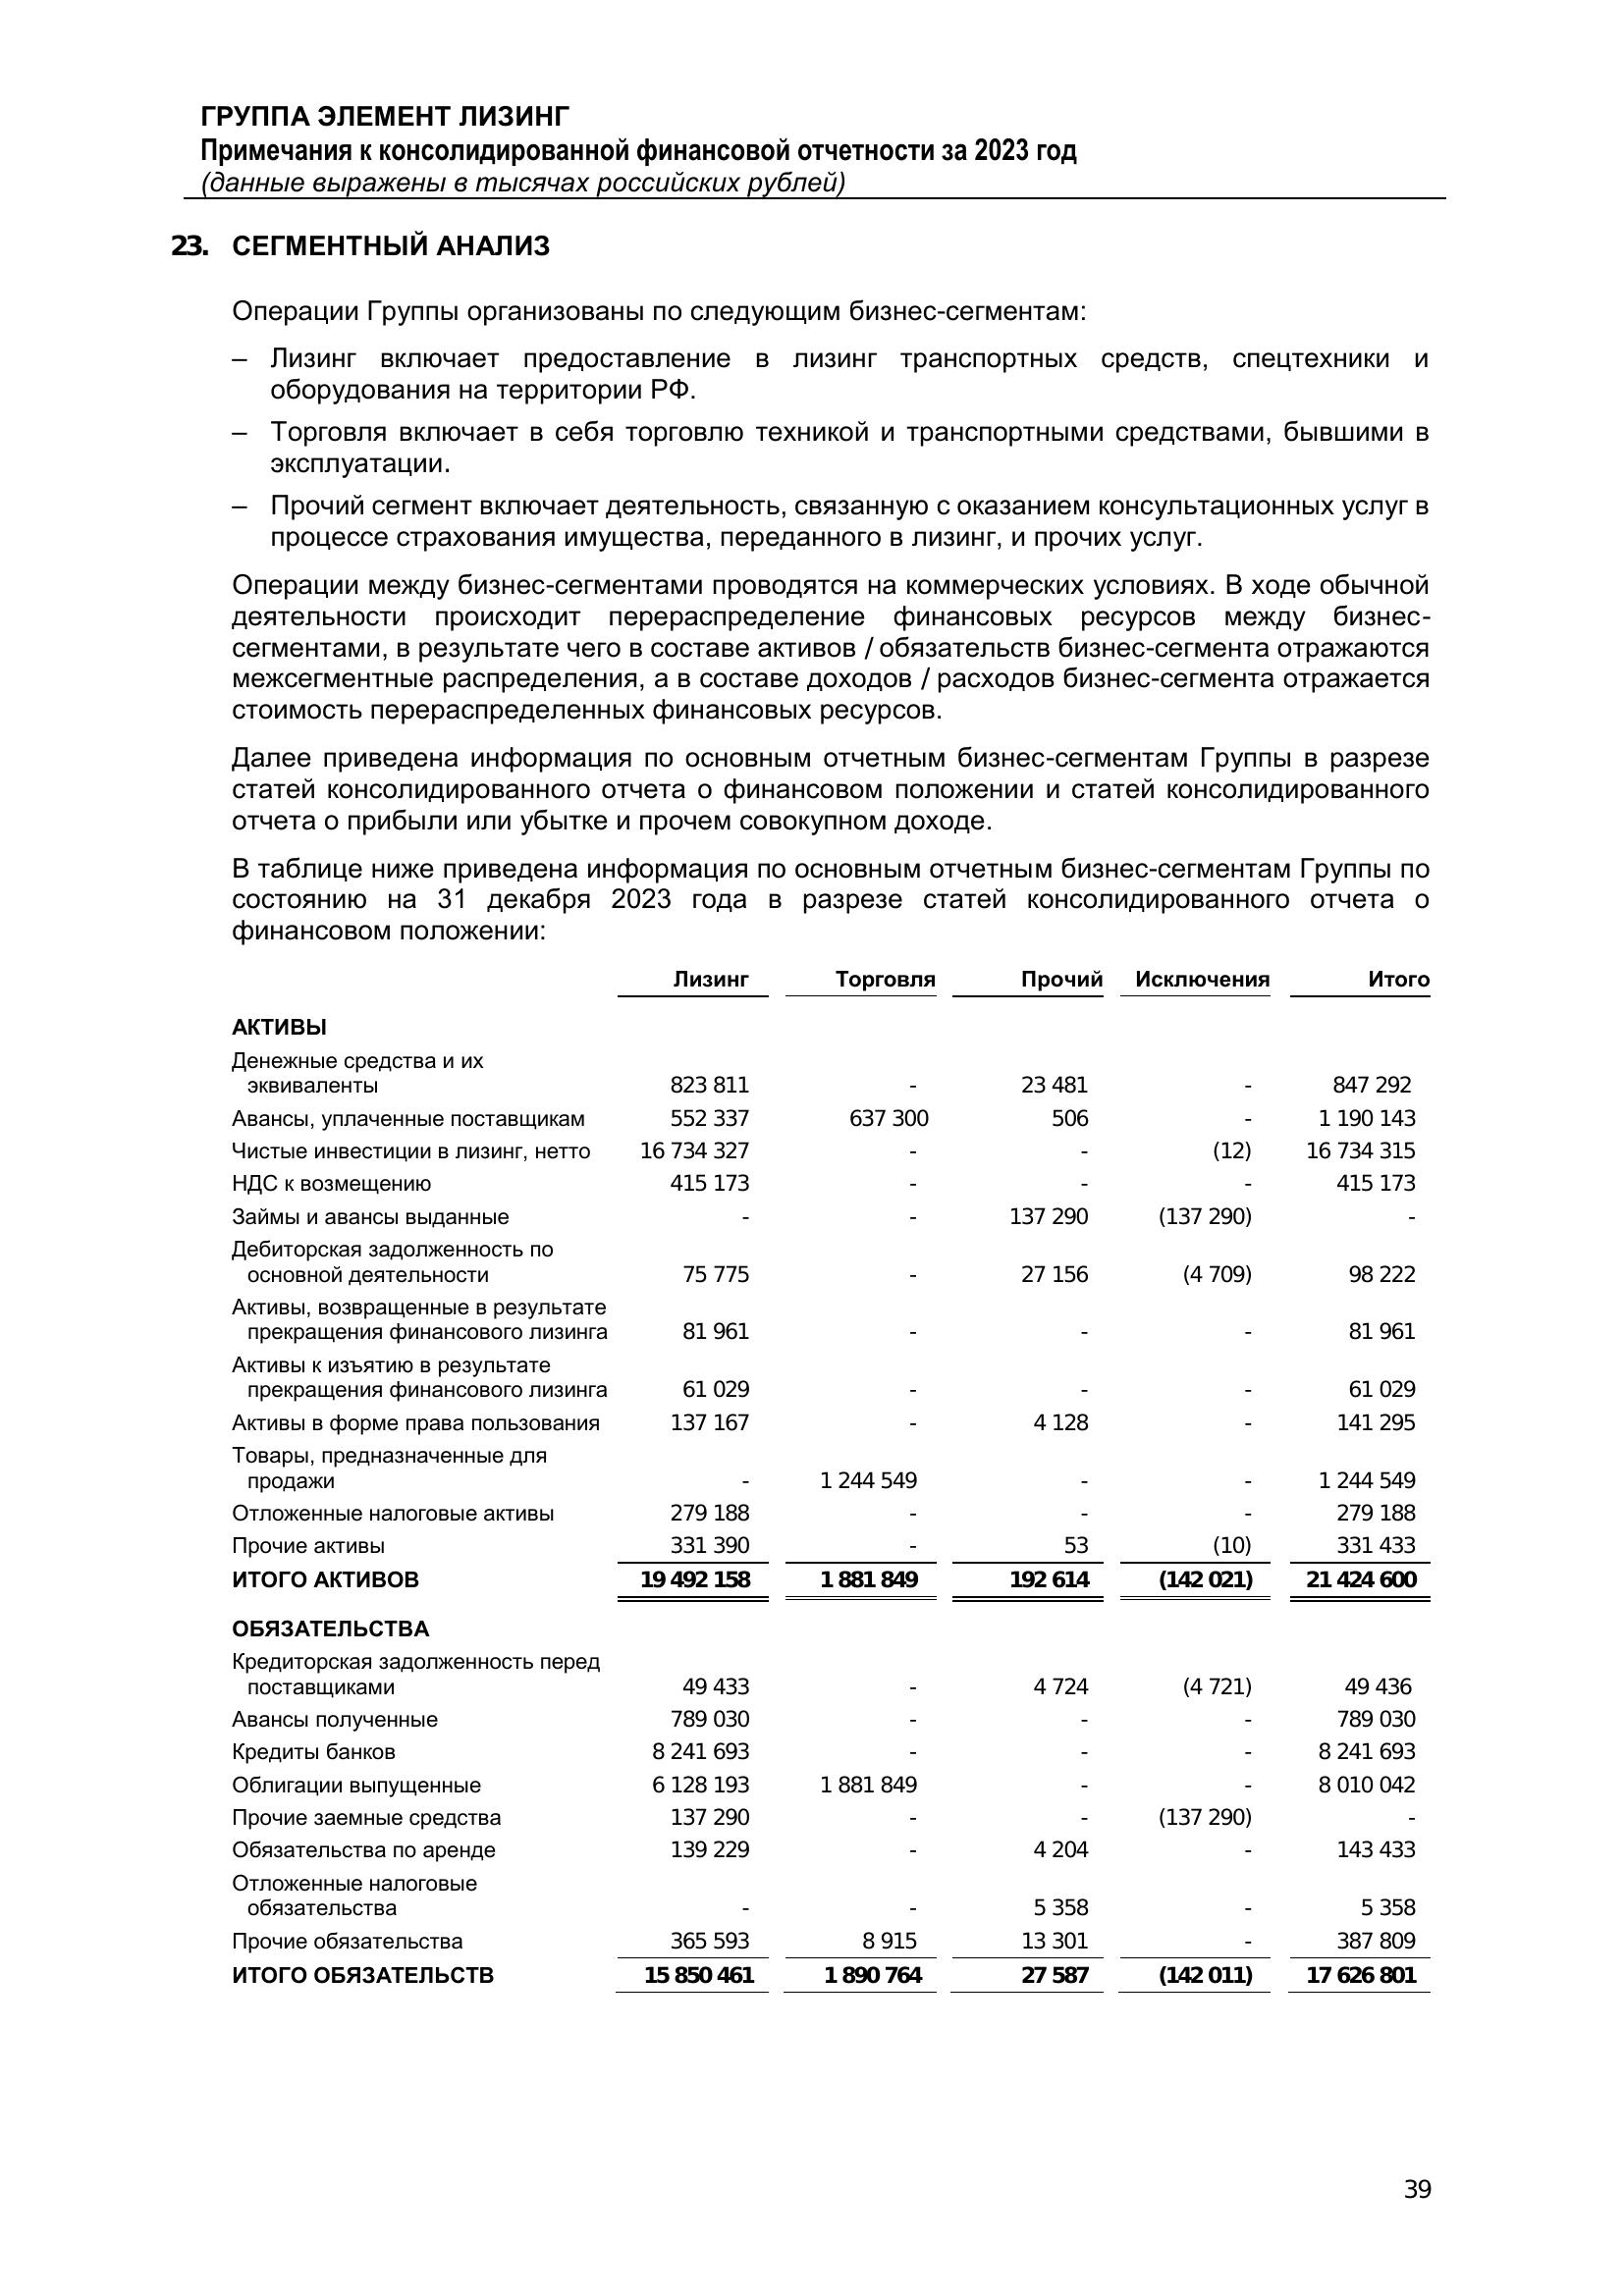 ГРУППА ЭЛЕМЕНТ ЛИЗИНГ
Примечания к консолидированной финансовой отчетности за 2023 год
(данные выражены в тысячах российских рублей)
23. СЕГМЕНТНЫЙ АНАЛИЗ
Операции Группы организованы по следующим бизнес-сегментам:
– Лизинг включает предоставление в лизинг транспортных средств, спецтехники и
оборудования на территории РФ.
– Торговля включает в себя торговлю техникой и транспортными средствами, бывшими в
эксплуатации.
– Прочий сегмент включает деятельность, связанную с оказанием консультационных услуг в
процессе страхования имущества, переданного в лизинг, и прочих услуг.
Операции между бизнес-сегментами проводятся на коммерческих условиях. В ходе обычной
деятельности происходит перераспределение финансовых ресурсов между бизнес-
сегментами, в результате чего в составе активов / обязательств бизнес-сегмента отражаются
межсегментные распределения, а в составе доходов / расходов бизнес-сегмента отражается
стоимость перераспределенных финансовых ресурсов.
Далее приведена информация по основным отчетным бизнес-сегментам Группы в разрезе
статей консолидированного отчета о финансовом положении и статей консолидированного
отчета о прибыли или убытке и прочем совокупном доходе.
В таблице ниже приведена информация по основным отчетным бизнес-сегментам Группы по
состоянию на 31 декабря 2023 года в разрезе статей консолидированного отчета о
финансовом положении:
Лизинг Торговля Прочий Исключения Итого
АКТИВЫ
Денежные средства и их
эквиваленты 823 811 - 23 481 - 847 292
Авансы, уплаченные поставщикам 552 337 637 300 506 - 1 190 143
Чистые инвестиции в лизинг, нетто 16 734 327 - - (12) 16 734 315
НДС к возмещению 415 173 - - - 415 173
Займы и авансы выданные - - 137 290 (137 290) -
Дебиторская задолженность по
основной деятельности 75 775 - 27 156 (4 709) 98 222
Активы, возвращенные в результате
прекращения финансового лизинга 81 961 - - - 81 961
Активы к изъятию в результате
прекращения финансового лизинга 61 029 - - - 61 029
Активы в форме права пользования 137 167 - 4 128 - 141 295
Товары, предназначенные для
продажи - 1 244 549 - - 1 244 549
Отложенные налоговые активы 279 188 - - - 279 188
Прочие активы 331 390 - 53 (10) 331 433
ИТОГО АКТИВОВ 19 492 158 1 881 849 192 614 (142 021) 21 424 600
ОБЯЗАТЕЛЬСТВА
Кредиторская задолженность перед
поставщиками 49 433 - 4 724 (4 721) 49 436
Авансы полученные 789 030 - - - 789 030
Кредиты банков 8 241 693 - - - 8 241 693
Облигации выпущенные 6 128 193 1 881 849 - - 8 010 042
Прочие заемные средства 137 290 - - (137 290) -
Обязательства по аренде 139 229 - 4 204 - 143 433
Отложенные налоговые
обязательства - - 5 358 - 5 358
Прочие обязательства 365 593 8 915 13 301 - 387 809
ИТОГО ОБЯЗАТЕЛЬСТВ 15 850 461 1 890 764 27 587 (142 011) 17 626 801
39